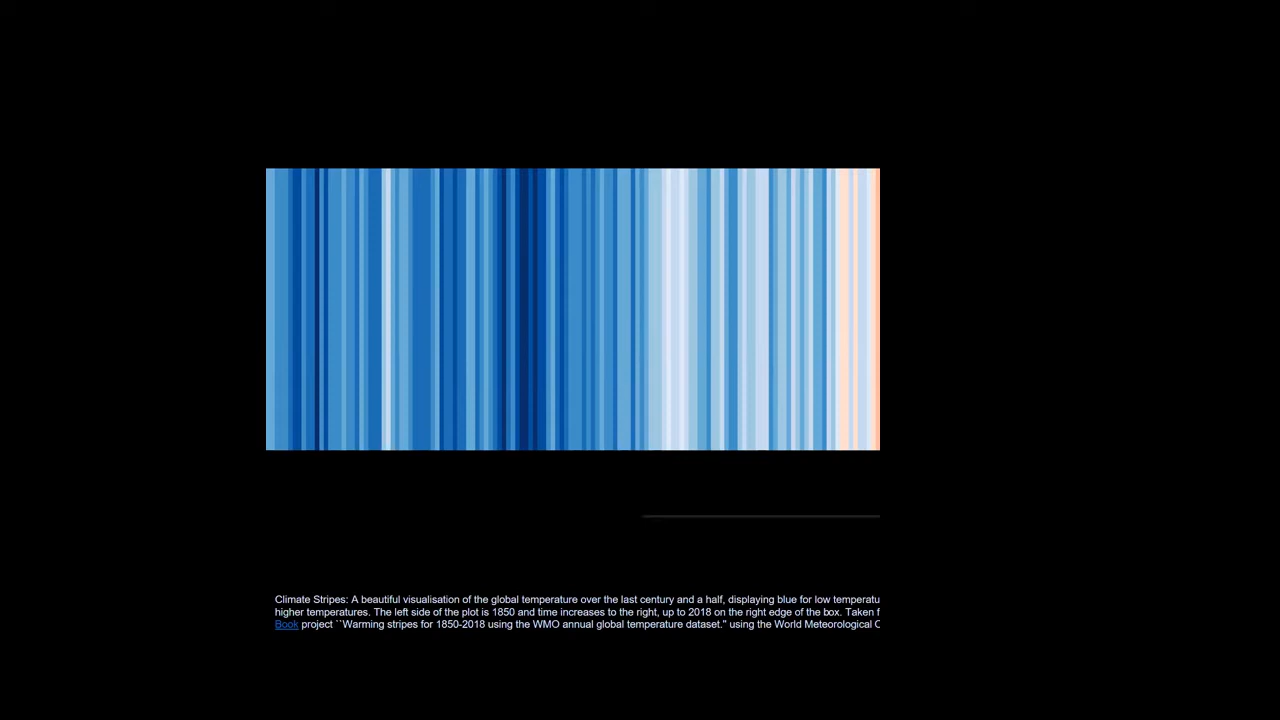 Climate Stripes: A beautiful visualisation of the global temperature over the last century and a half, displaying blue for low temperatu
higher temperatures. The left side of the plot is 1850 and time increases to the right, up to 2018 on the right edge of the box. Taken f
Book project ``Warming stripes for 1850-2018 using the WMO annual global temperature dataset.'' using the World Meteorological